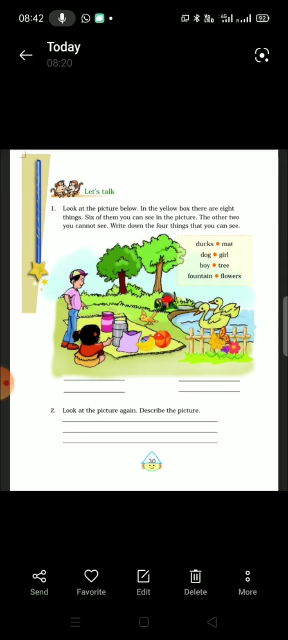 08:42
92
Today
08:20
Let's talk
1. Look at the picture below. In the yellow box there are eight
things. Six of them you can see in the picture. The other two
you cannot see. Write down the four things that you can see.
ducks • mat
dog • girl
boy • tree
fountain • flowers
2. Look at the picture again. Describe the picture.
30
Send Favorite Edit Delete More